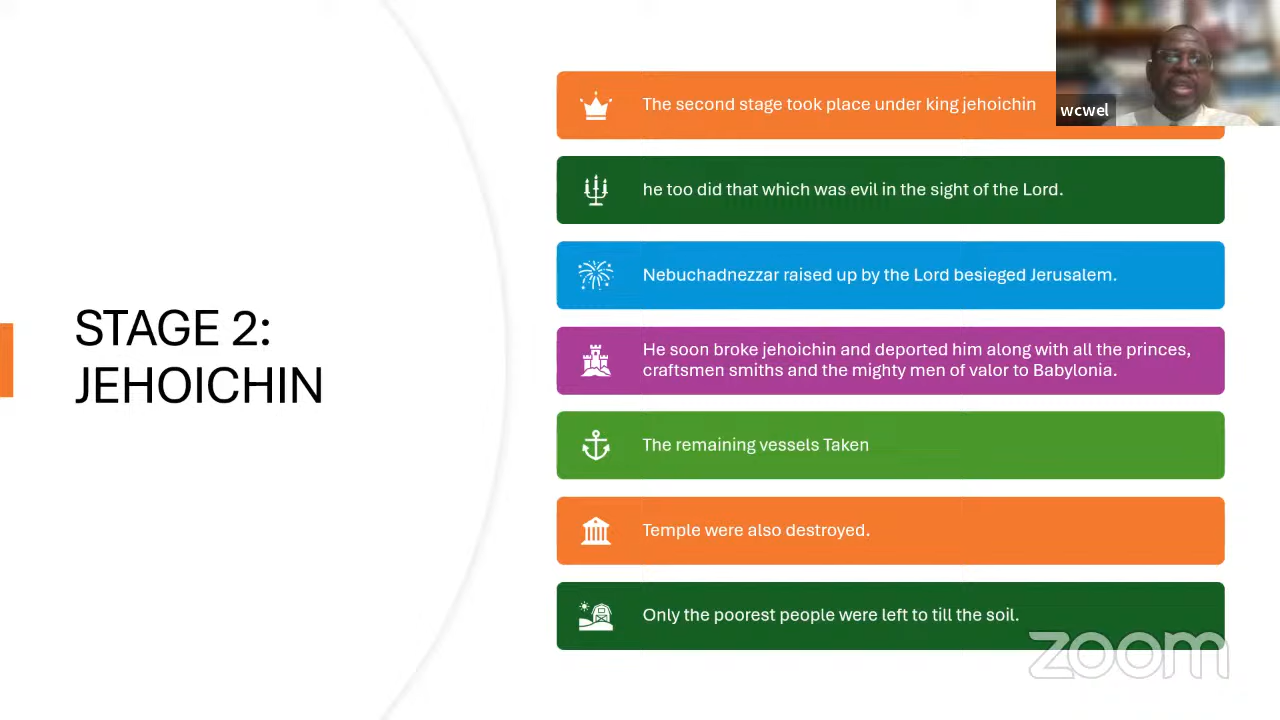 STAGE 2:
JEHOICHIN
The second stage took place under king jehoichin
he too did that which was evil in the sight of the Lord.
Nebuchadnezzar raised up by the Lord besieged Jerusalem.
He soon broke jehoichin and deported him along with all the princes,
craftsmen smiths and the mighty men of valor to Babylonia.
The remaining vessels Taken
Temple were also destroyed.
Only the poorest people were left to till the soil.
wcwel
zoom